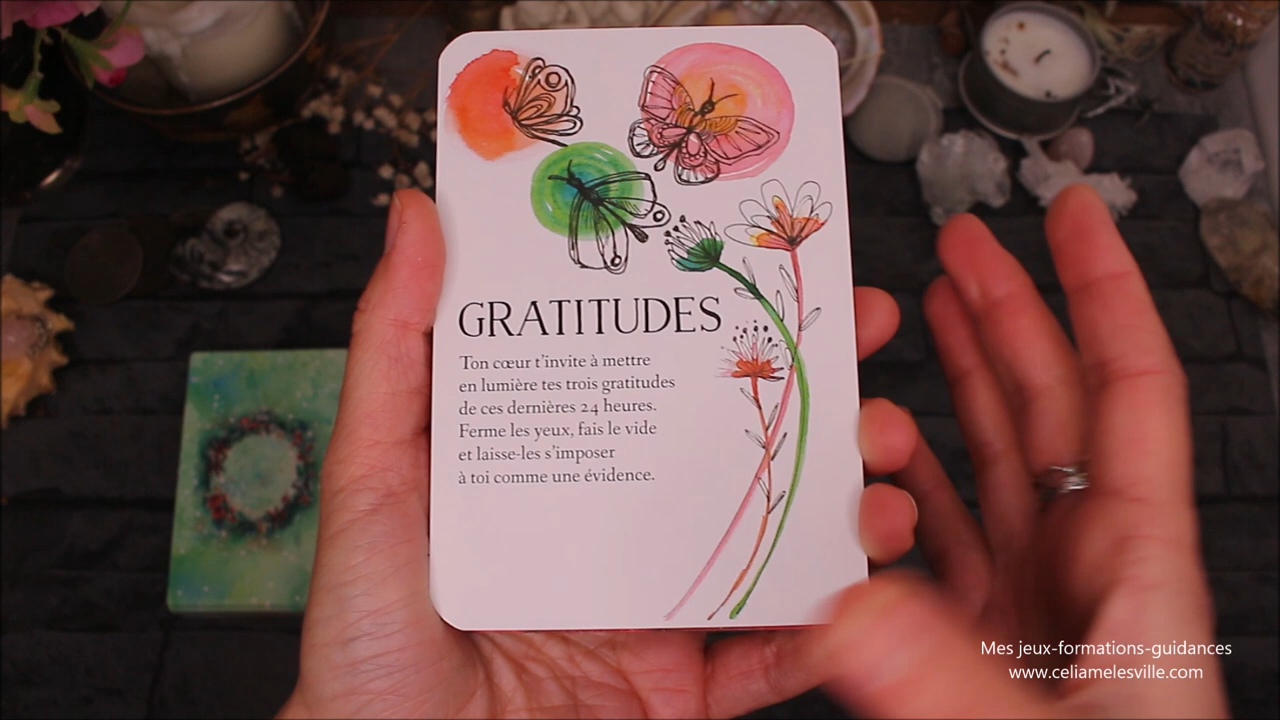 GRATITUDES
Ton cœur t'invite à mettre
en lumière tes trois gratitudes
de ces dernières 24 heures.
Ferme les yeux, fais le vide
et laisse-les s'imposer
à toi comme une évidence.
Mes jeux-formations-guidances
www.celiamelesville.com